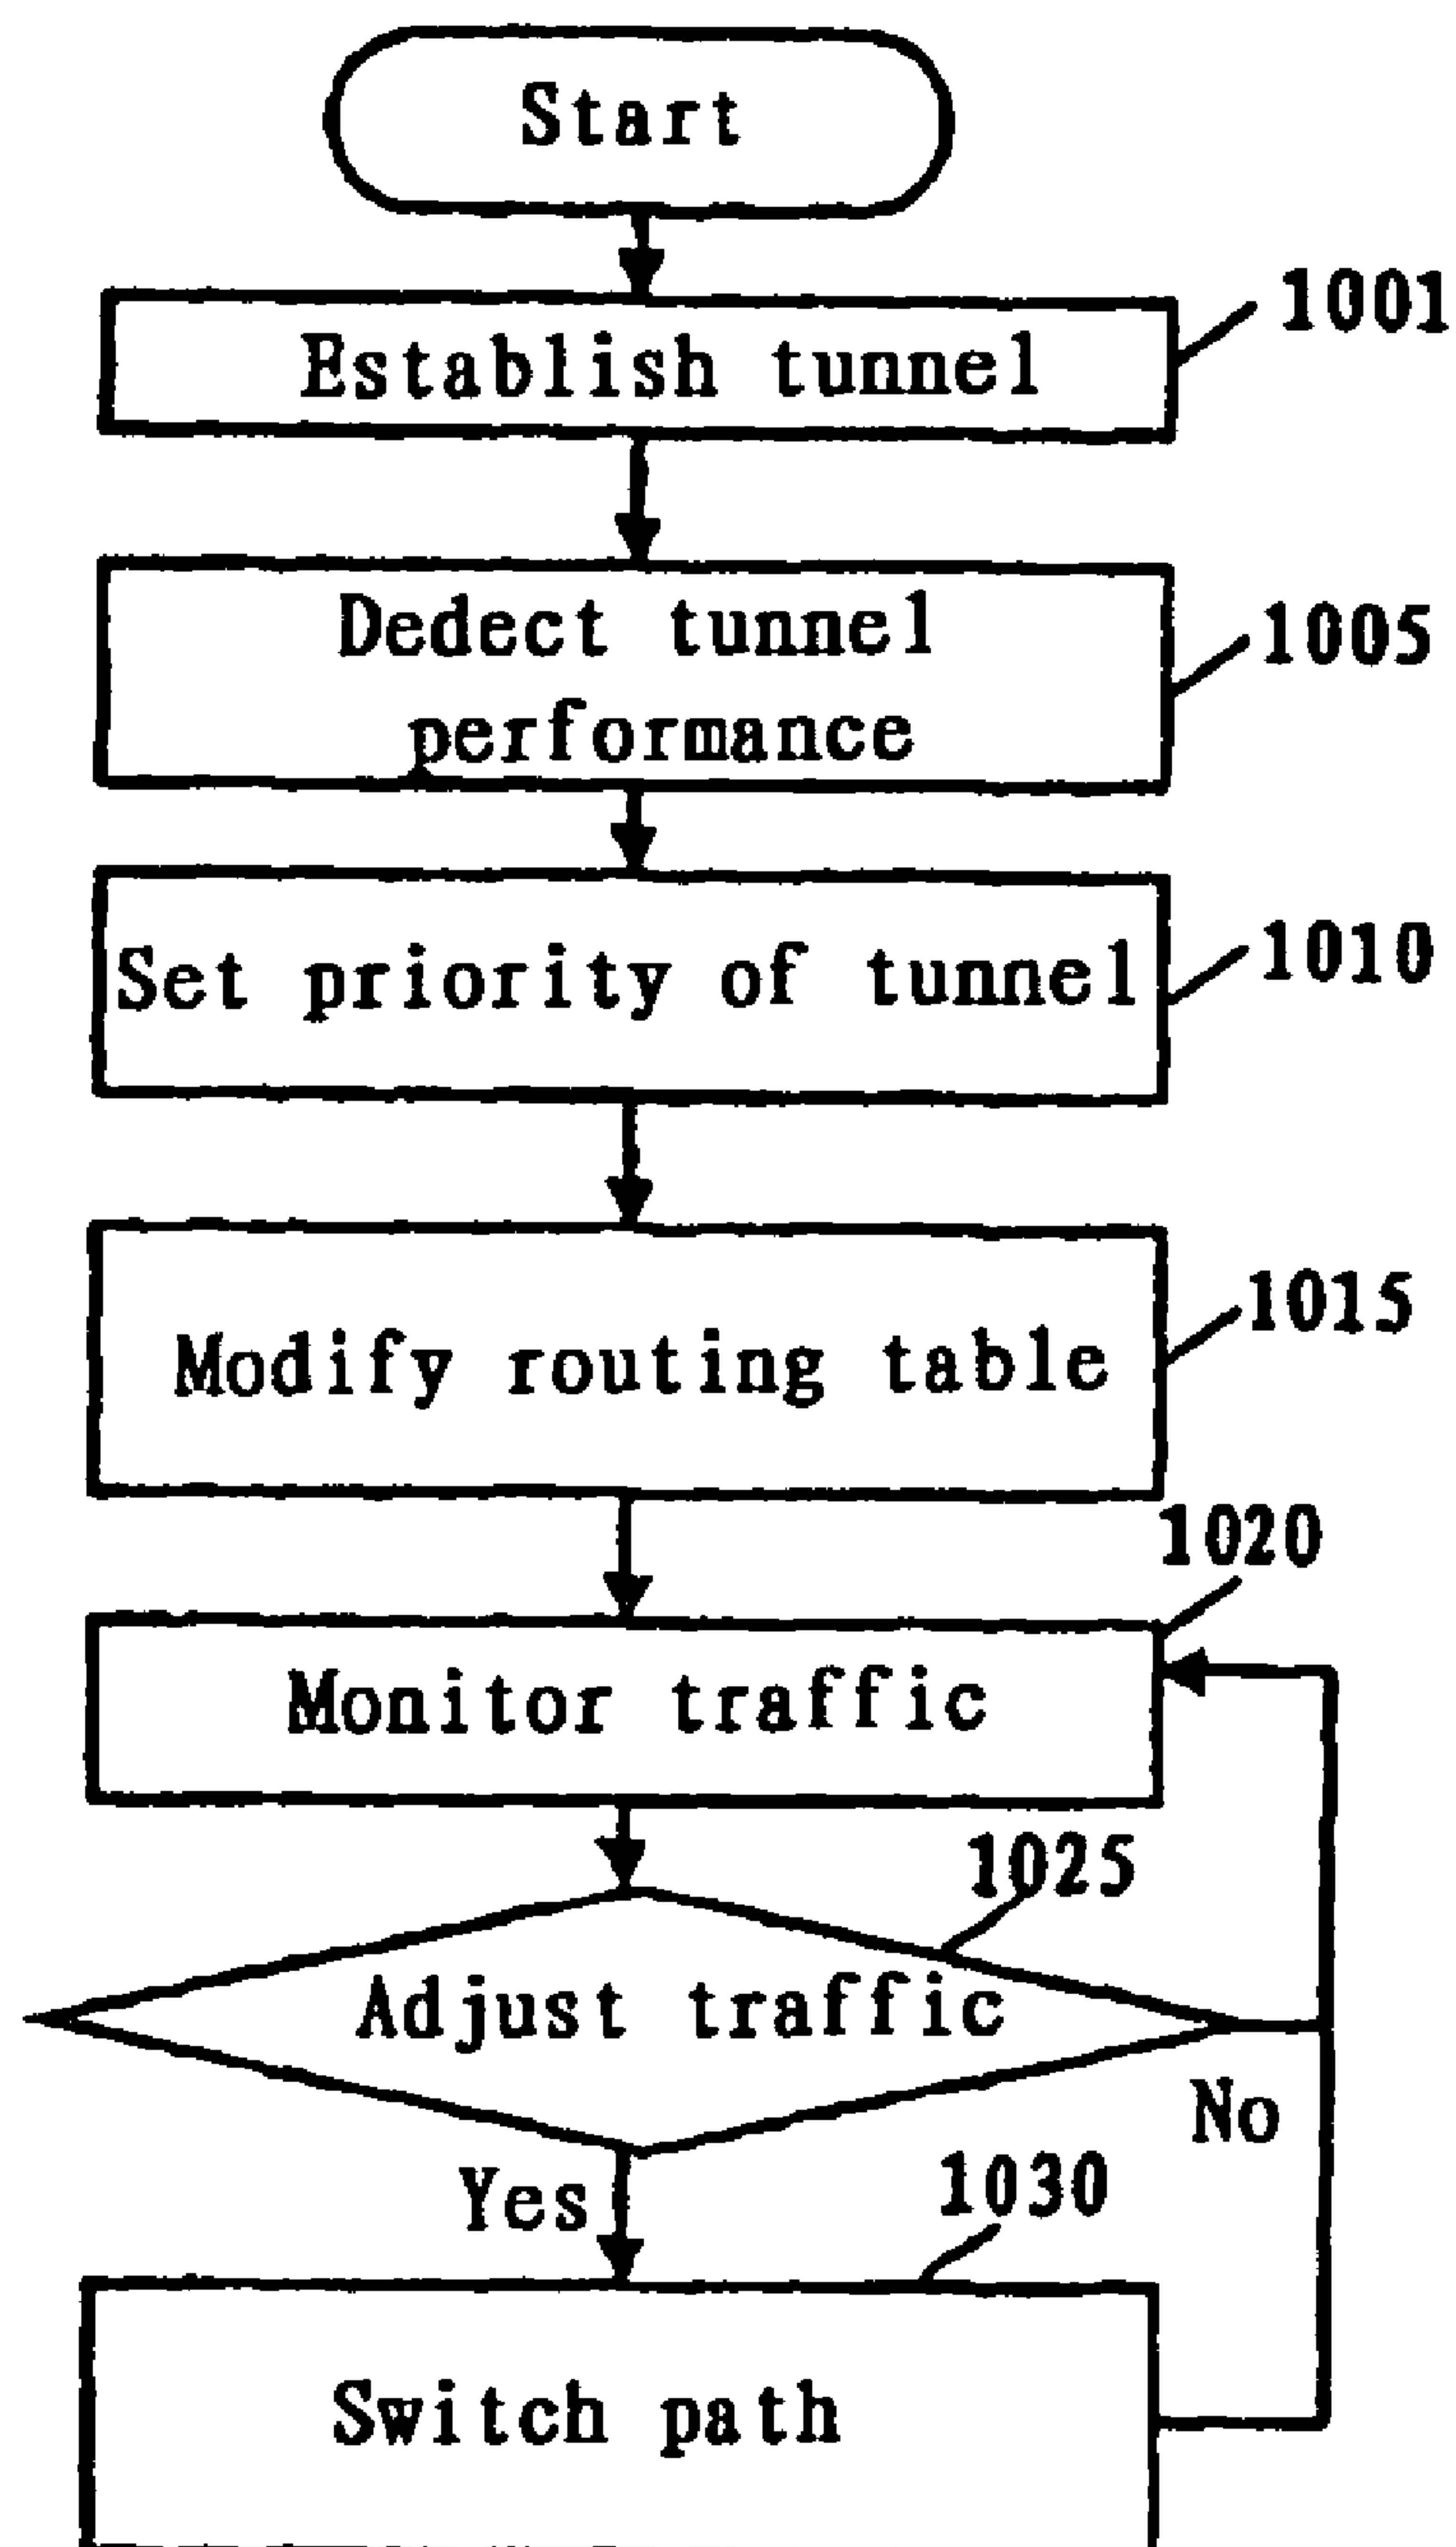 Start
1001
Establish tunnel
Dedect tunnel
performance
1005
Set priority of tunnel
1010
Modify routing table
1015
1020
Monitor traffic
1025
Adjust traffic
No
Yes
1030
Switch path